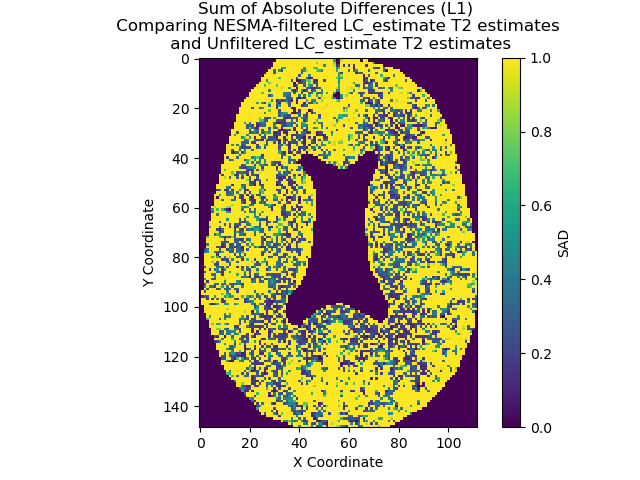 Sum of Absolute Differences (L1)
Comparing NESMA-filtered LC_estimate T2 estimates
and Unfiltered LC_estimate T2 estimates
0
20
40
60
80
100
120
140
Y Coordinate
0 20 40 60 80 100
X Coordinate
1.0
0.8
0.6
0.4
0.2
0.0
SAD